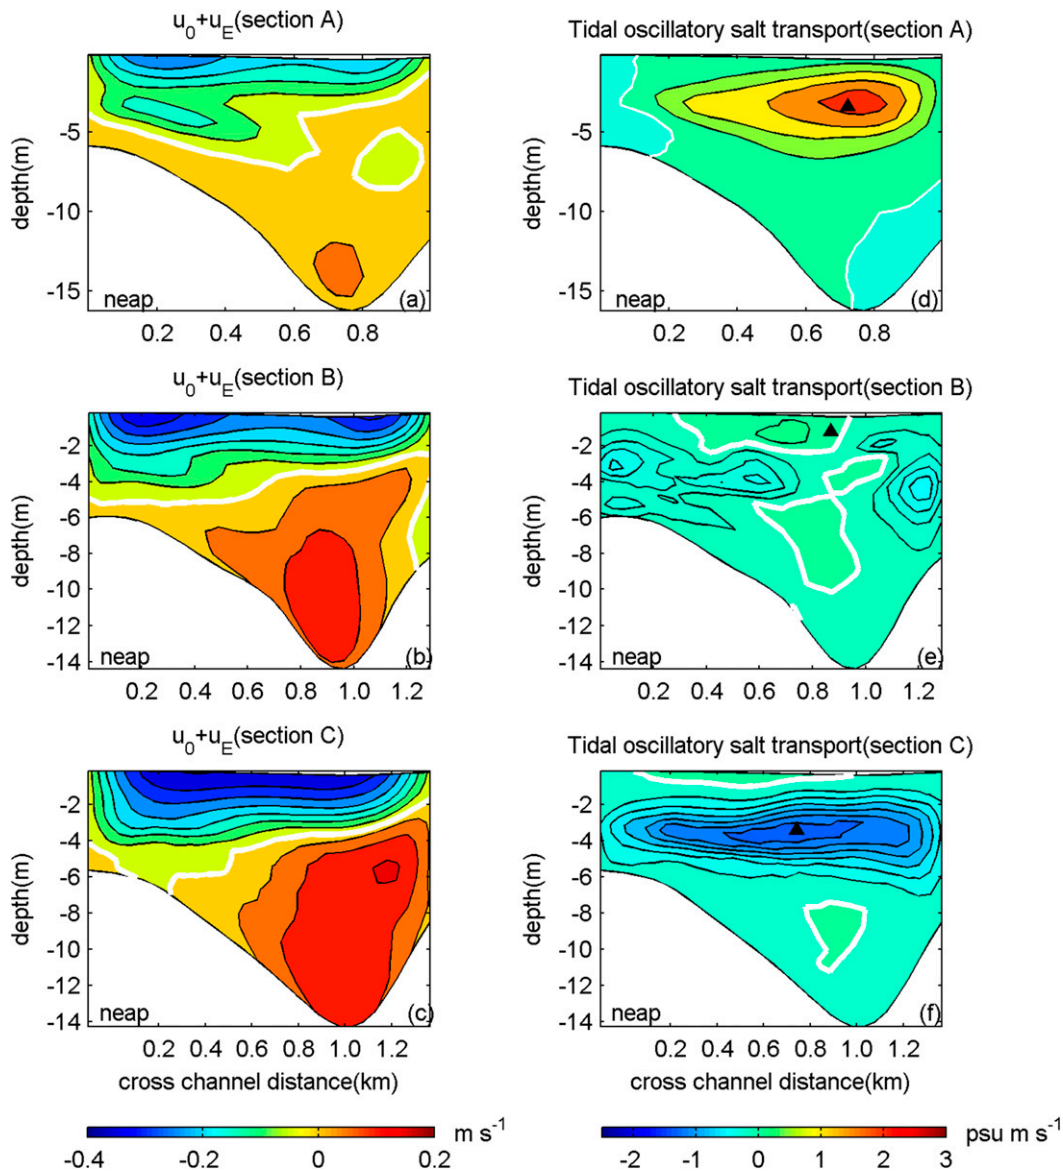 u₀+u_E(section A)
Tidal oscillatory salt transport(section A)
depth(m)
-5
-10
-15
neap
(a)
0.2 0.4 0.6 0.8
depth(m)
-5
-10
-15
neap
(d)
0.2 0.4 0.6 0.8
u₀+u_E(section B)
Tidal oscillatory salt transport(section B)
depth(m)
-2
-4
-6
-8
-10
-12
-14
neap
(b)
0.2 0.4 0.6 0.8 1.0 1.2
depth(m)
-2
-4
-6
-8
-10
-12
-14
neap
(e)
0.2 0.4 0.6 0.8 1.0 1.2
u₀+u_E(section C)
Tidal oscillatory salt transport(section C)
depth(m)
-2
-4
-6
-8
-10
-12
-14
neap
(c)
0.2 0.4 0.6 0.8 1.0 1.2
cross channel distance(km)
depth(m)
-2
-4
-6
-8
-10
-12
-14
neap
(f)
0.2 0.4 0.6 0.8 1.0 1.2
cross channel distance(km)
-0.4 -0.2 0 0.2
m s⁻¹
-2 -1 0 1 2 3
psu m s⁻¹